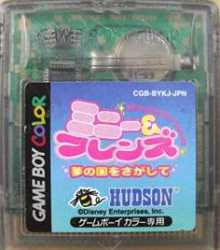 CGB-BYKJ-JPN
GAME BOY COLOR
ミニー&
フレンズ
夢の国をさがして
HUDSON
©Disney Enterprises, Inc.
ゲームボーイカラー専用